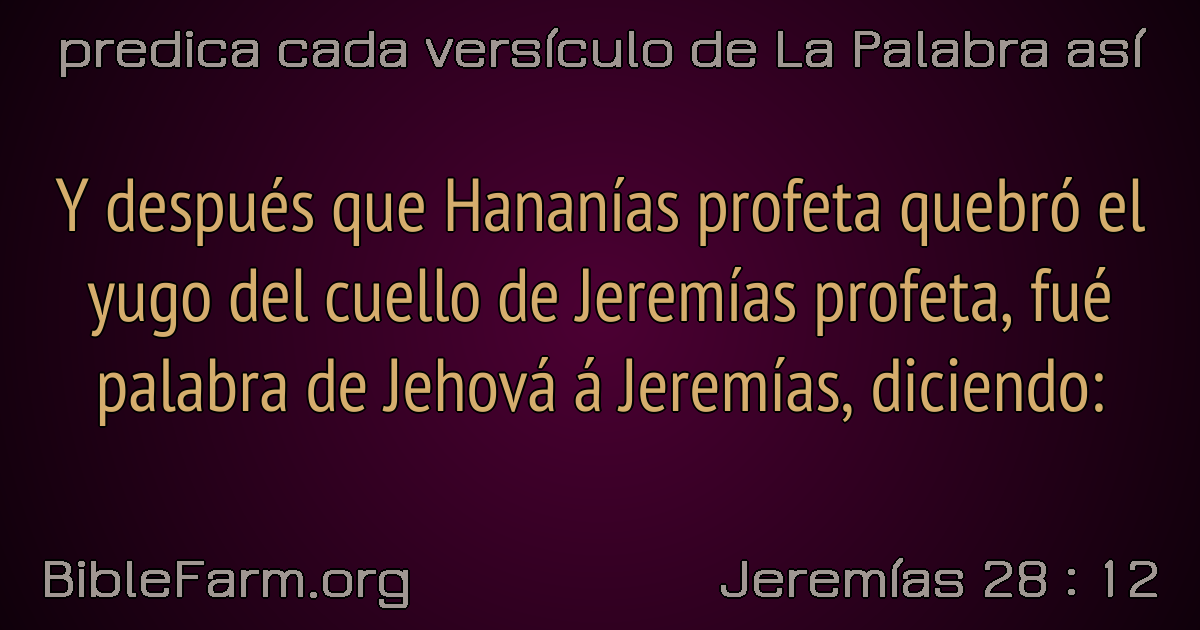 predica cada versículo de La Palabra así
Y después que Hananías profeta quebró el
yugo del cuello de Jeremías profeta, fué
palabra de Jehová á Jeremías, diciendo:
BibleFarm.org
Jeremías 28 : 12